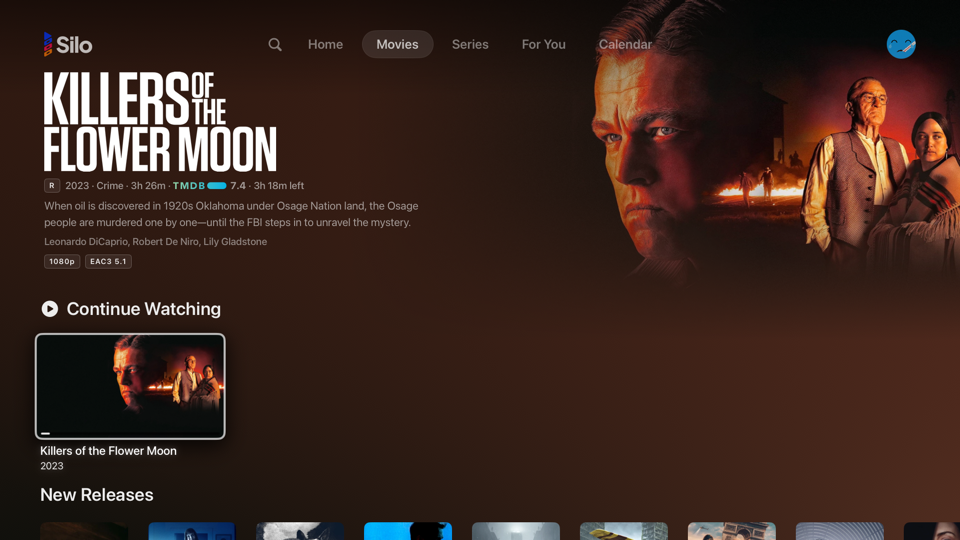 Silo
Home
Movies
Series
For You
Calendar
KILLERS OF
THE
FLOWER MOON
R 2023 · Crime · 3h 26m · TMDB 7.4 · 3h 18m left
When oil is discovered in 1920s Oklahoma under Osage Nation land, the Osage
people are murdered one by one—until the FBI steps in to unravel the mystery.
Leonardo DiCaprio, Robert De Niro, Lily Gladstone
1080p EAC3 5.1
Continue Watching
Killers of the Flower Moon
2023
New Releases